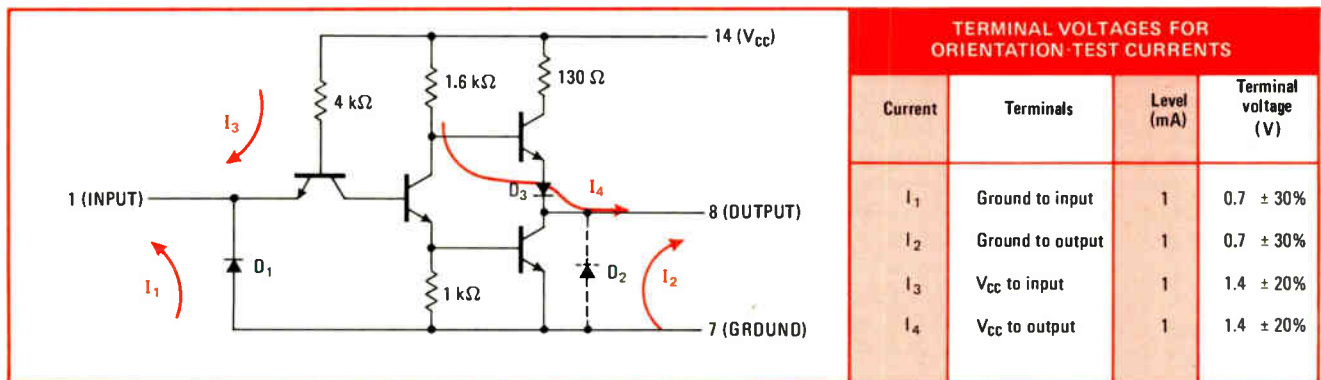 14 (Vcc)
4 kΩ
1.6 kΩ
130 Ω
I3
D3
I4
1 (INPUT)
8 (DUTPUT)
D1
I1
1 kΩ
D2
I2
7 (GRDUND)
TERMINAL VOLTAGES FOR
ORIENTATION-TEST CURRENTS
Current Terminals Level (mA) Terminal voltage (V)
I1 Ground to input 1 0.7 ± 30%
I2 Ground to output 1 0.7 ± 30%
I3 Vcc to input 1 1.4 ± 20%
I4 Vcc to output 1 1.4 ± 20%